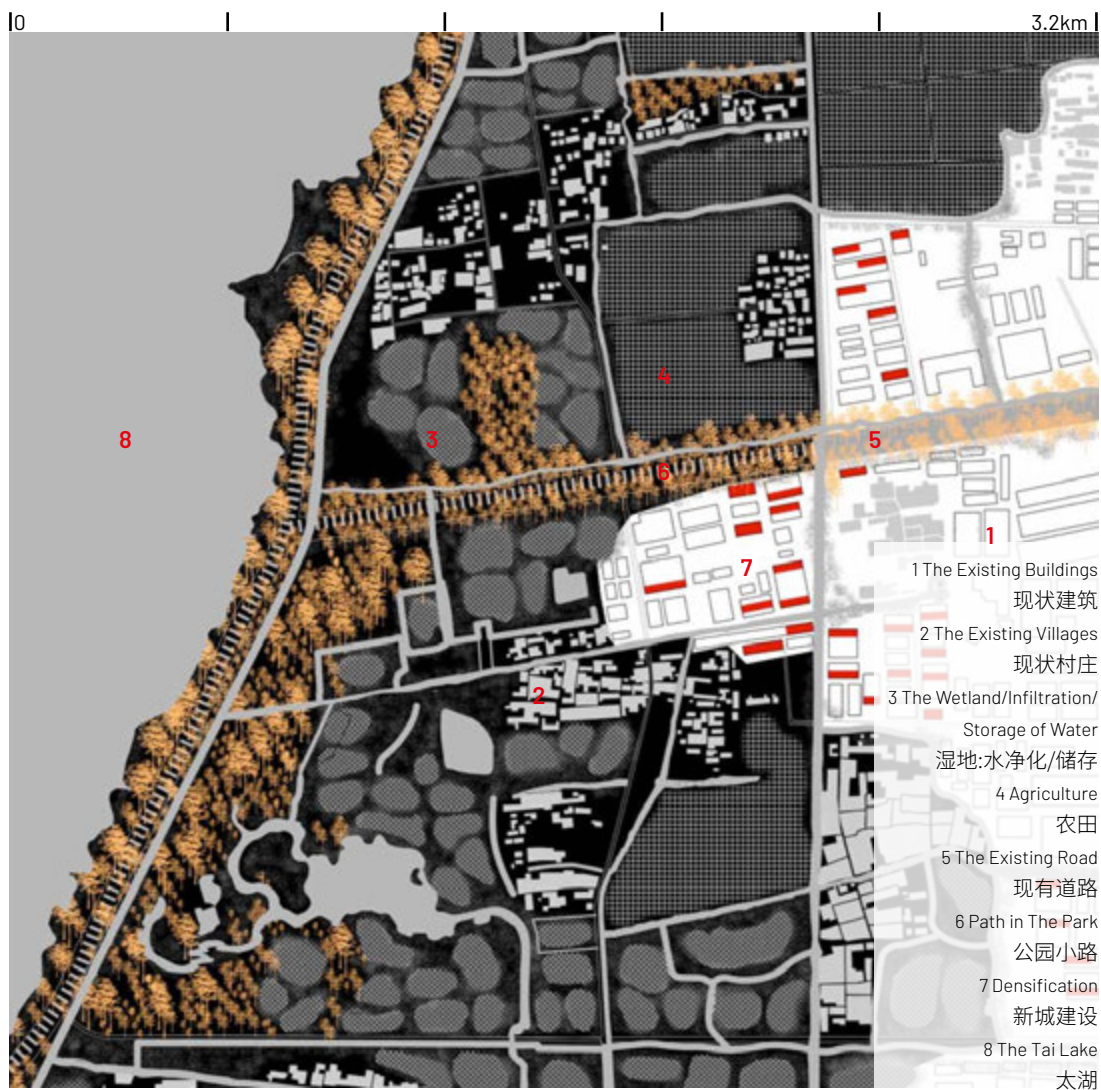 0
3.2km
4
8
3
5
6
1
7
2
1 The Existing Buildings
现状建筑
2 The Existing Villages
现状村庄
3 The Wetland/Infiltration/
Storage of Water
湿地:水净化/储存
4 Agriculture
农田
5 The Existing Road
现有道路
6 Path in The Park
公园小路
7 Densification
新城建设
8 The Tai Lake
太湖